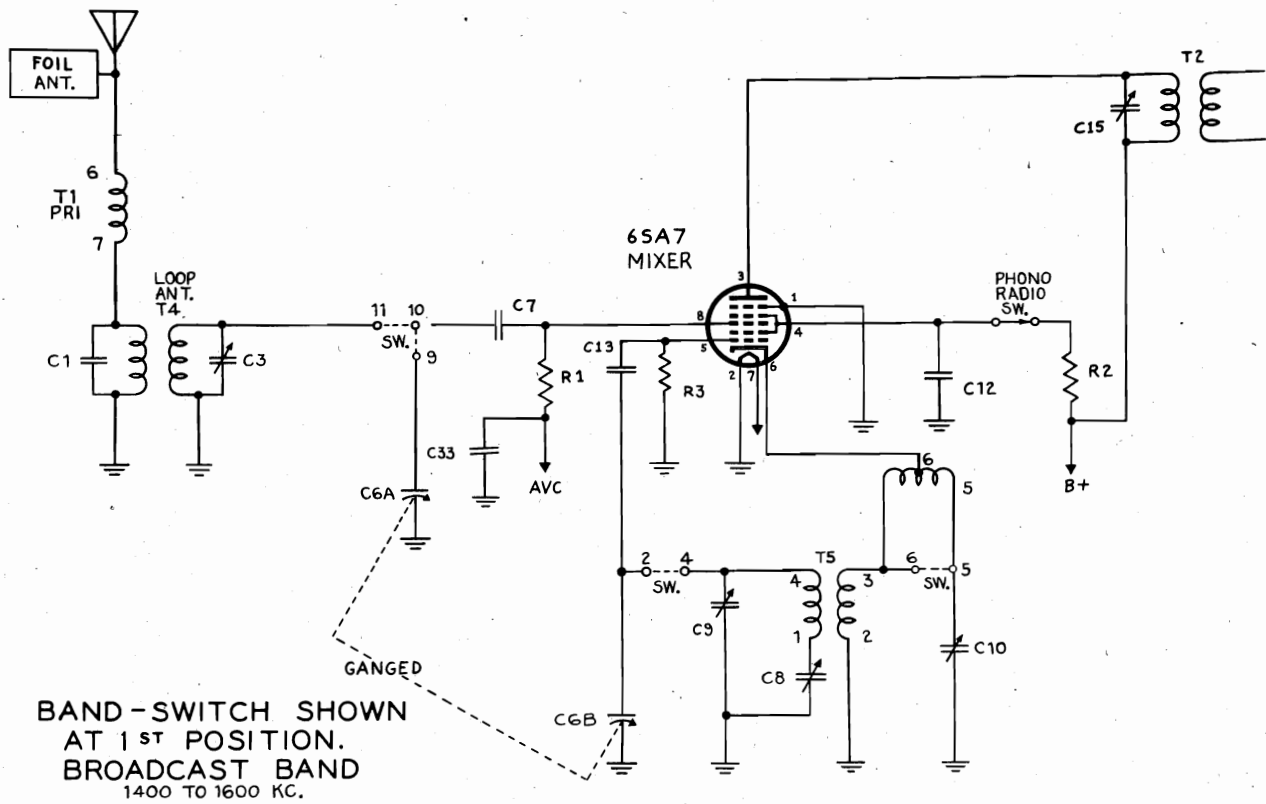 FOIL
ANT.
T2
C15
6
T1
PRI
7
6SA7
MIXER
LOOP
ANT.
T4
3
1
PHONO
RADIO
SW.
11
10
SW.
9
C7
8
5
4
C1
C3
C13
R1
R3
2
7
6
C12
R2
C33
AVC
6
5
B+
C6A
2
4
SW.
T5
4
3
6
5
SW.
C9
1
2
C8
C10
GANGED
C6B
BAND-SWITCH SHOWN
AT 1ST POSITION.
BROADCAST BAND
1400 TO 1600 KC.